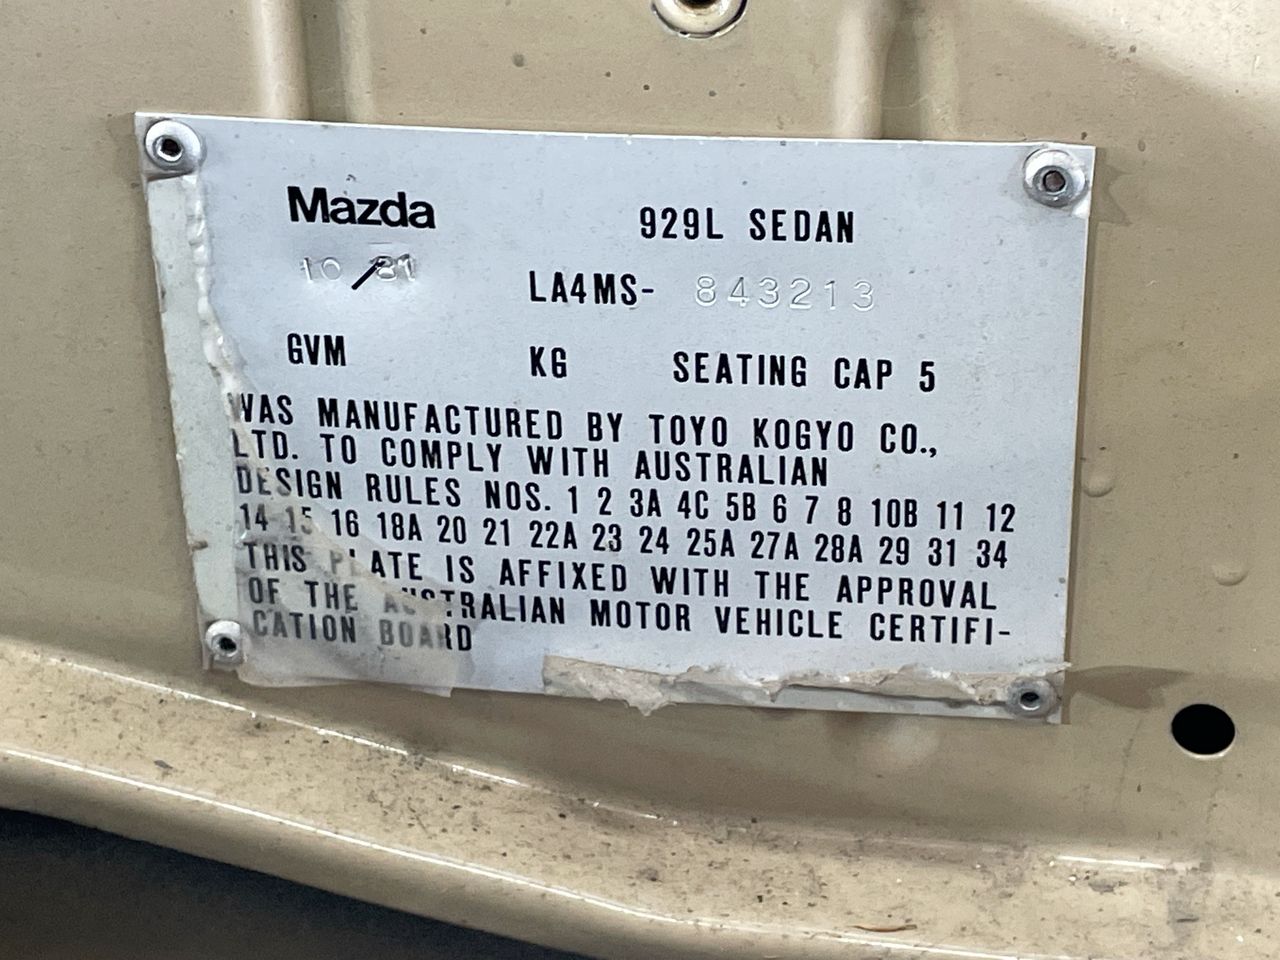 Mazda
929L SEDAN
10/81
LA4MS- 843213
GVM KG SEATING CAP 5
WAS MANUFACTURED BY TOYO KOGYO CO.,
LTD. TO COMPLY WITH AUSTRALIAN
DESIGN RULES NOS. 1 2 3A 4C 5B 6 7 8 10B 11 12
14 15 16 18A 20 21 22A 23 24 25A 27A 28A 29 31 34
THIS PLATE IS AFFIXED WITH THE APPROVAL
OF THE AUSTRALIAN MOTOR VEHICLE CERTIFI-
CATION BOARD